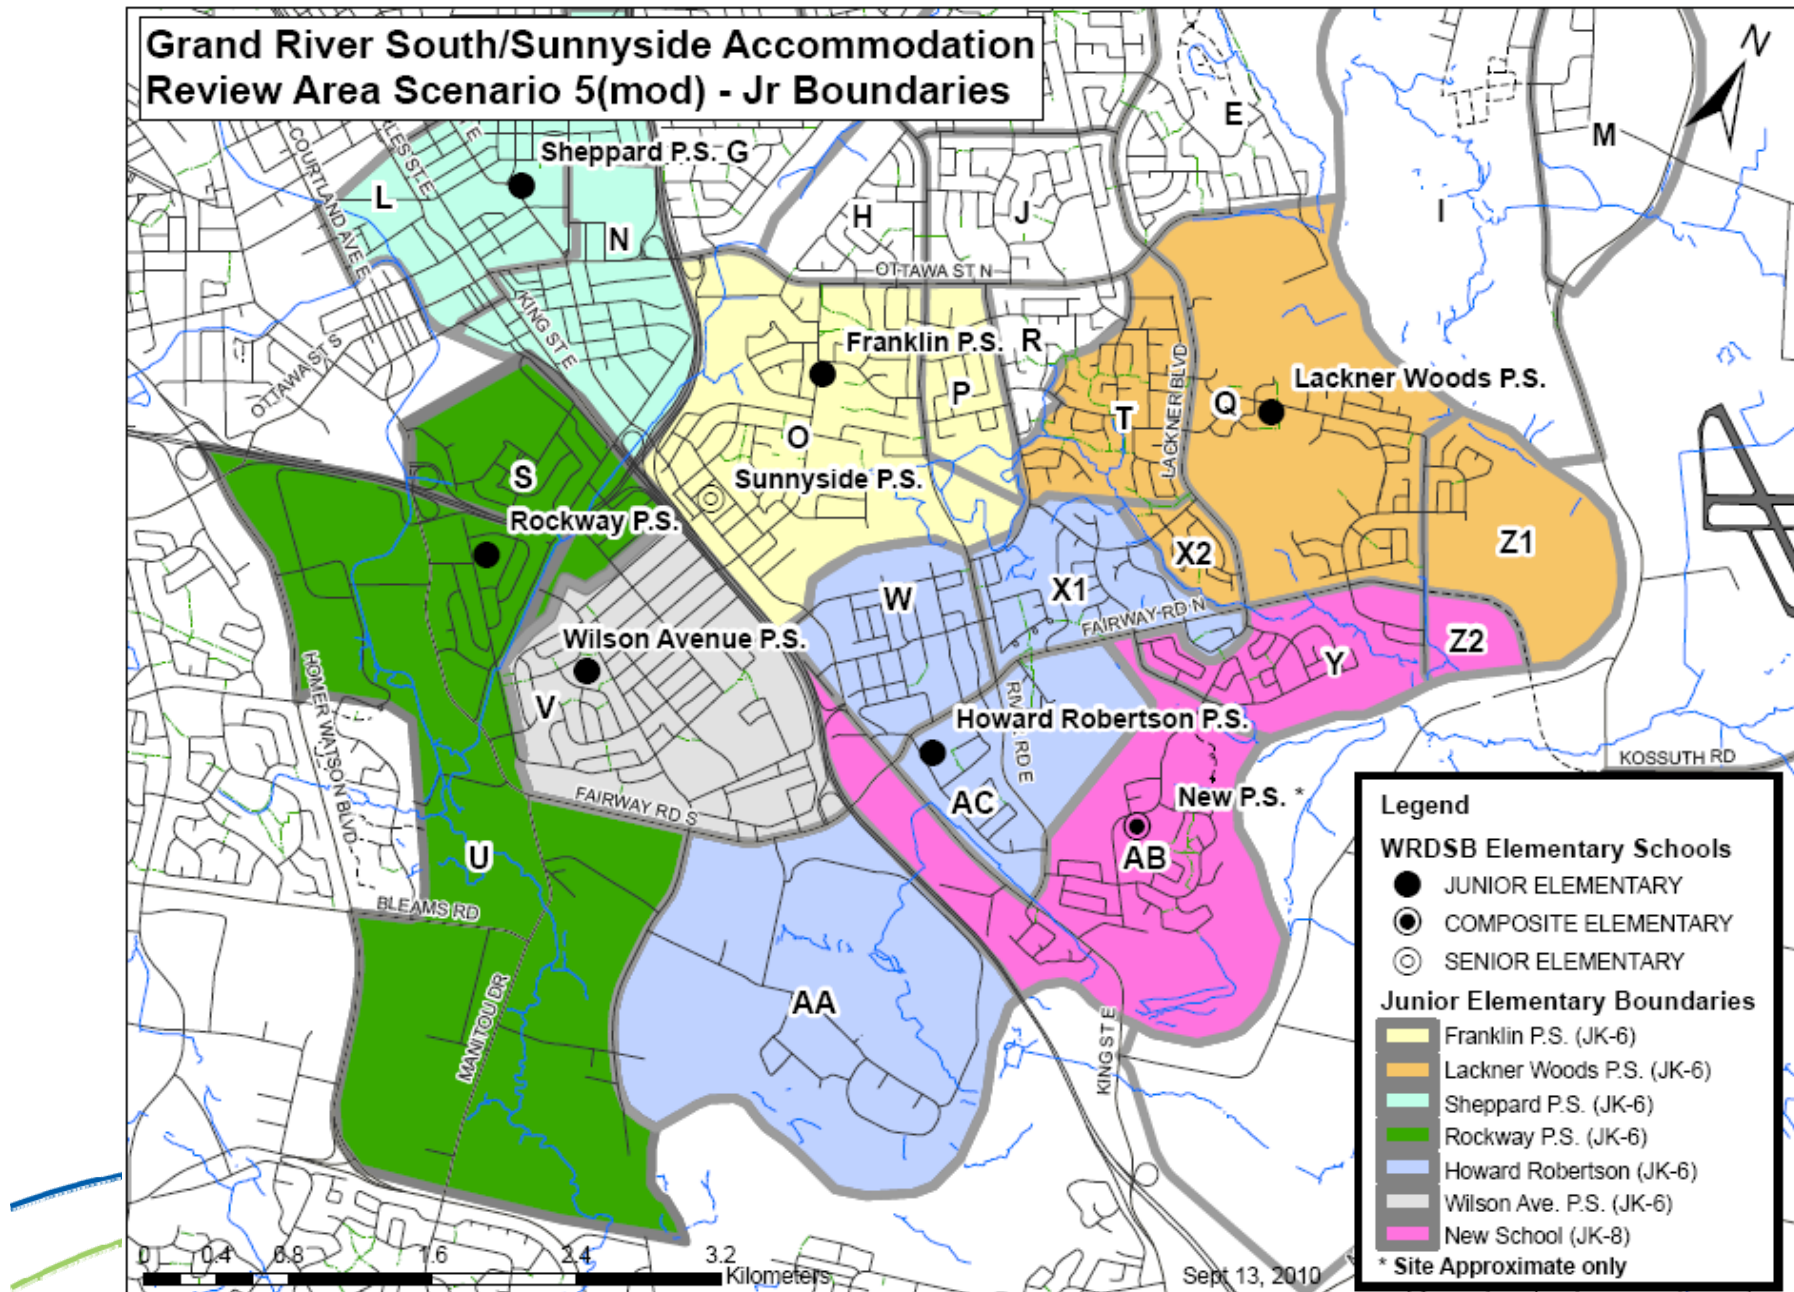 Grand River South/Sunnyside Accommodation
Review Area Scenario 5(mod) - Jr Boundaries
N
E
M
COURTLAND AVE E
Sheppard P.S.
G
L
H
J
I
N
OTTAWA ST N
KING ST E
OTTAWA ST S
Franklin P.S.
R
LACKNER BLVD
Lackner Woods P.S.
P
Q
T
O
S
Sunnyside P.S.
Rockway P.S.
Z1
X2
W
X1
FAIRWAY RD N
Wilson Avenue P.S.
Z2
Y
HOMER WATSON BLVD
V
RD E
Howard Robertson P.S.
KOSSUTH RD
FAIRWAY RD S
AC
New P.S. *
AB
U
BLEAMS RD
AA
MANITOU DR
KING ST E
Legend
WRDSB Elementary Schools
JUNIOR ELEMENTARY
COMPOSITE ELEMENTARY
SENIOR ELEMENTARY
Junior Elementary Boundaries
Franklin P.S. (JK-6)
Lackner Woods P.S. (JK-6)
Sheppard P.S. (JK-6)
Rockway P.S. (JK-6)
Howard Robertson (JK-6)
Wilson Ave. P.S. (JK-6)
New School (JK-8)
* Site Approximate only
0 0.4 0.8 1.6 2.4 3.2
Kilometers
Sept 13, 2010